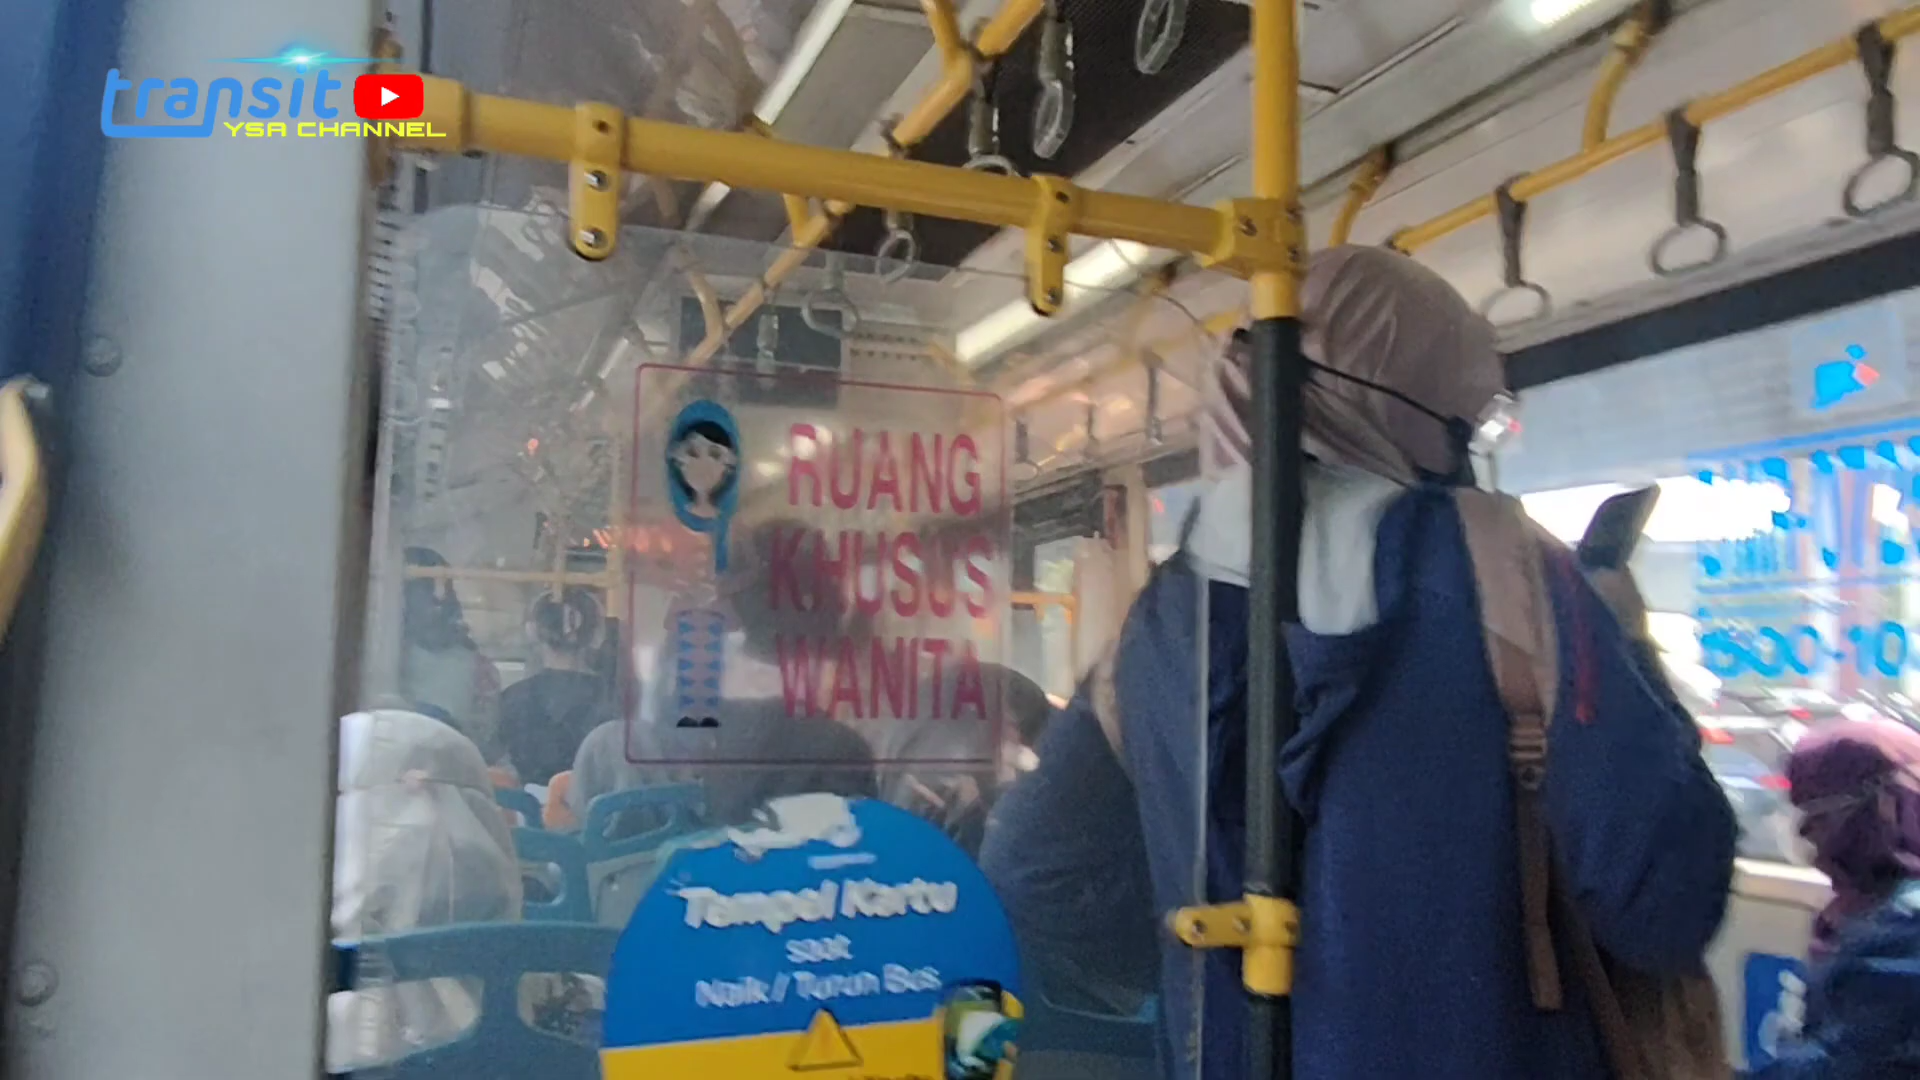 transit
YSA CHANNEL
RUANG
KHUSUS
WANITA
Tempel Kartu
saat
Naik / Turun Bus